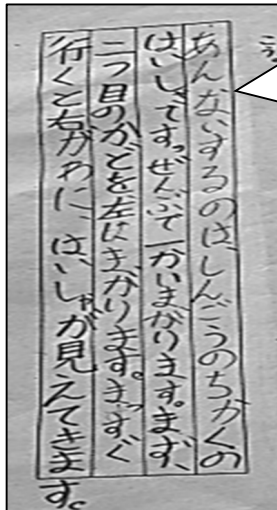 あんないするのは、しんごうのちかくの
はいしゃです。ぜんぶで一かいまがります。まず、
二つ目のかどを左にまがります。まっすぐ
行くと右がわに、はいしゃが見えてきます。